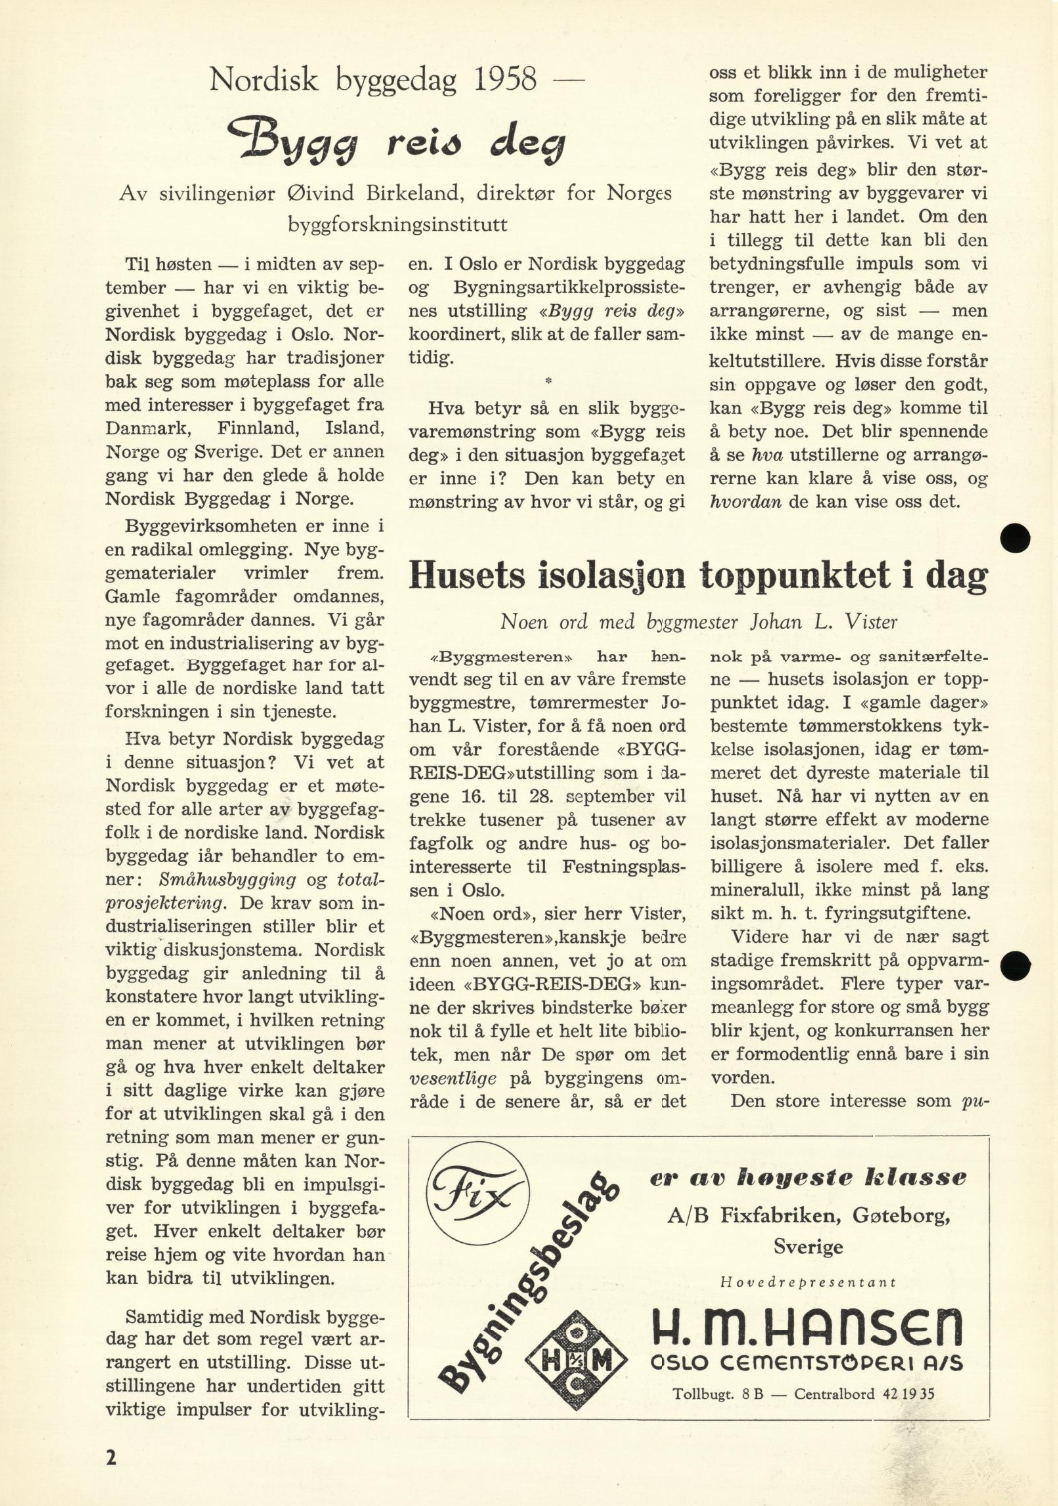 Nordisk byggedag 1958 —
Bygg reis deg
Av sivilingeniør Øivind Birkeland, direktør for Norges
byggforskningsinstitutt
Til høsten — i midten av sep-
tember — har vi en viktig be-
givenhet i byggefaget, det er
Nordisk byggedag i Oslo. Nor-
disk byggedag har tradisjoner
bak seg som møteplass for alle
med interesser i byggefaget fra
Danmark, Finnland, Island,
Norge og Sverige. Det er annen
gang vi har den glede å holde
Nordisk Byggedag i Norge.
Byggevirksomheten er inne i
en radikal omlegging. Nye byg-
gematerialer vrimler frem.
Gamle fagområder omdannes,
nye fagområder dannes. Vi går
mot en industrialisering av byg-
gefaget. Byggefaget har for al-
vor i alle de nordiske land tatt
forskningen i sin tjeneste.
Hva betyr Nordisk byggedag
i denne situasjon? Vi vet at
Nordisk byggedag er et møte-
sted for alle arter av byggefag-
folk i de nordiske land. Nordisk
byggedag iår behandler to em-
ner: Småhusbygging og total-
prosjektering. De krav som in-
dustrialiseringen stiller blir et
viktig diskusjonstema. Nordisk
byggedag gir anledning til å
konstatere hvor langt utvikling-
en er kommet, i hvilken retning
man mener at utviklingen bør
gå og hva hver enkelt deltaker
i sitt daglige virke kan gjøre
for at utviklingen skal gå i den
retning som man mener er gun-
stig. På denne måten kan Nor-
disk byggedag bli en impulsgi-
ver for utviklingen i byggefa-
get. Hver enkelt deltaker bør
reise hjem og vite hvordan han
kan bidra til utviklingen.
Samtidig med Nordisk bygge-
dag har det som regel vært ar-
rangert en utstilling. Disse ut-
stillingene har undertiden gitt
viktige impulser for utvikling-
en. I Oslo er Nordisk byggedag
og Bygningsartikkelprossiste-
nes utstilling «Bygg reis deg»
koordinert, slik at de faller sam-
tidig.
*
Hva betyr så en slik bygge-
varemønstring som «Bygg reis
deg» i den situasjon byggefaget
er inne i? Den kan bety en
mønstring av hvor vi står, og gi
oss et blikk inn i de muligheter
som foreligger for den fremti-
dige utvikling på en slik måte at
utviklingen påvirkes. Vi vet at
«Bygg reis deg» blir den stør-
ste mønstring av byggevarer vi
har hatt her i landet. Om den
i tillegg til dette kan bli den
betydningsfulle impuls som vi
trenger, er avhengig både av
arrangørerne, og sist — men
ikke minst — av de mange en-
keltutstillere. Hvis disse forstår
sin oppgave og løser den godt,
kan «Bygg reis deg» komme til
å bety noe. Det blir spennende
å se hva utstillerne og arrangø-
rerne kan klare å vise oss, og
hvordan de kan vise oss det.
Husets isolasjon toppunktet i dag
Noen ord med byggmester Johan L. Vister
«Byggmesteren» har hen-
vendt seg til en av våre fremste
byggmestre, tømrermester Jo-
han L. Vister, for å få noen ord
om vår forestående «BYGG-
REIS-DEG»utstilling som i da-
gene 16. til 28. september vil
trekke tusener på tusener av
fagfolk og andre hus- og bo-
interesserte til Festningsplas-
sen i Oslo.
«Noen ord», sier herr Vister,
«Byggmesteren»,kanskje bedre
enn noen annen, vet jo at om
ideen «BYGG-REIS-DEG» kun-
ne der skrives bindsterke bøker
nok til å fylle et helt lite biblio-
tek, men når De spør om det
vesentlige på byggingens om-
råde i de senere år, så er det
nok på varme- og sanitærfelte-
ne — husets isolasjon er topp-
punktet idag. I «gamle dager»
bestemte tømmerstokkens tyk-
kelse isolasjonen, idag er tøm-
meret det dyreste materiale til
huset. Nå har vi nytten av en
langt større effekt av moderne
isolasjonsmaterialer. Det faller
billigere å isolere med f. eks.
mineralull, ikke minst på lang
sikt m. h. t. fyringsutgiftene.
Videre har vi de nær sagt
stadige fremskritt på oppvarm-
ingsområdet. Flere typer var-
meanlegg for store og små bygg
blir kjent, og konkurransen her
er formodentlig ennå bare i sin
vorden.
Den store interesse som pu-
Fix
Bygningsbeslag
er av høyeste klasse
A/B Fixfabriken, Gøteborg,
Sverige
Hovedrepresentant
H.M.HANSEN
OSLO CEMENTSTÖPERI A/S
Tollbugt. 8 B — Centralbord 42 19 35
O
H A/S M
C
2